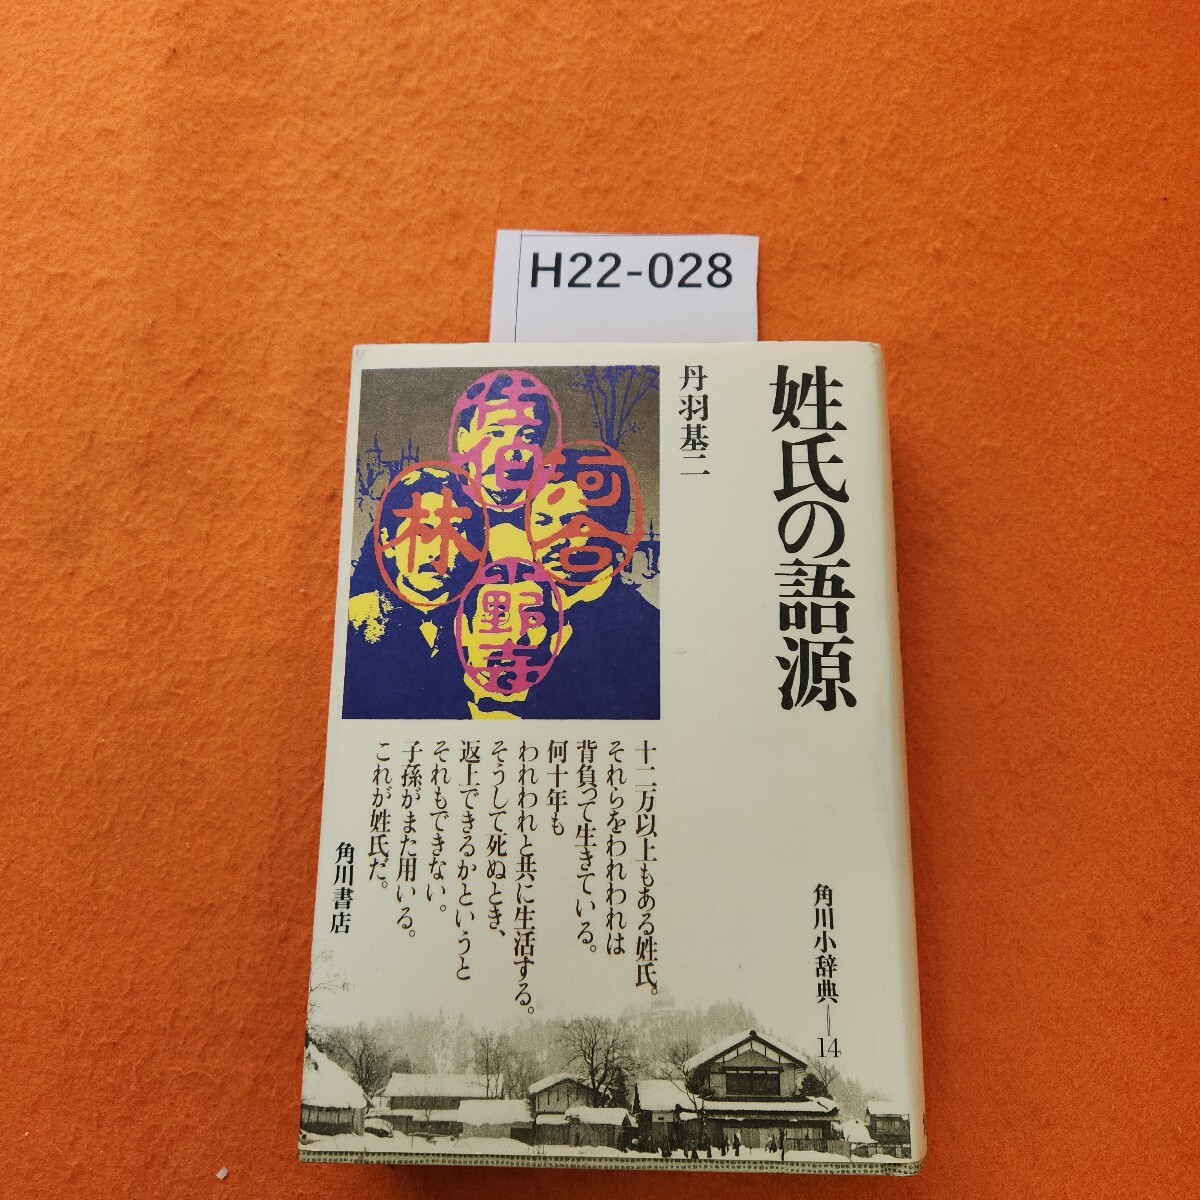 H22-028
姓氏の語源
角川小辞典—14
丹羽基二
佐伯
河合
林
小野寺
十二万以上もある姓氏。
それらをわれわれは
背負って生きている。
何十年も
われわれと共に生活する。
そうして死ぬとき、
返上できるかというと
それもできない。
子孫がまた用いる。
これが姓氏だ。
角川書店